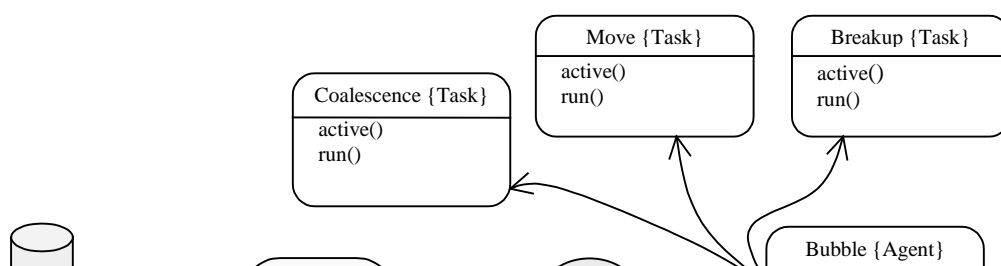 Move {Task}
active()
run()
Breakup {Task}
active()
run()
Coalescence {Task}
active()
run()
Bubble {Agent}